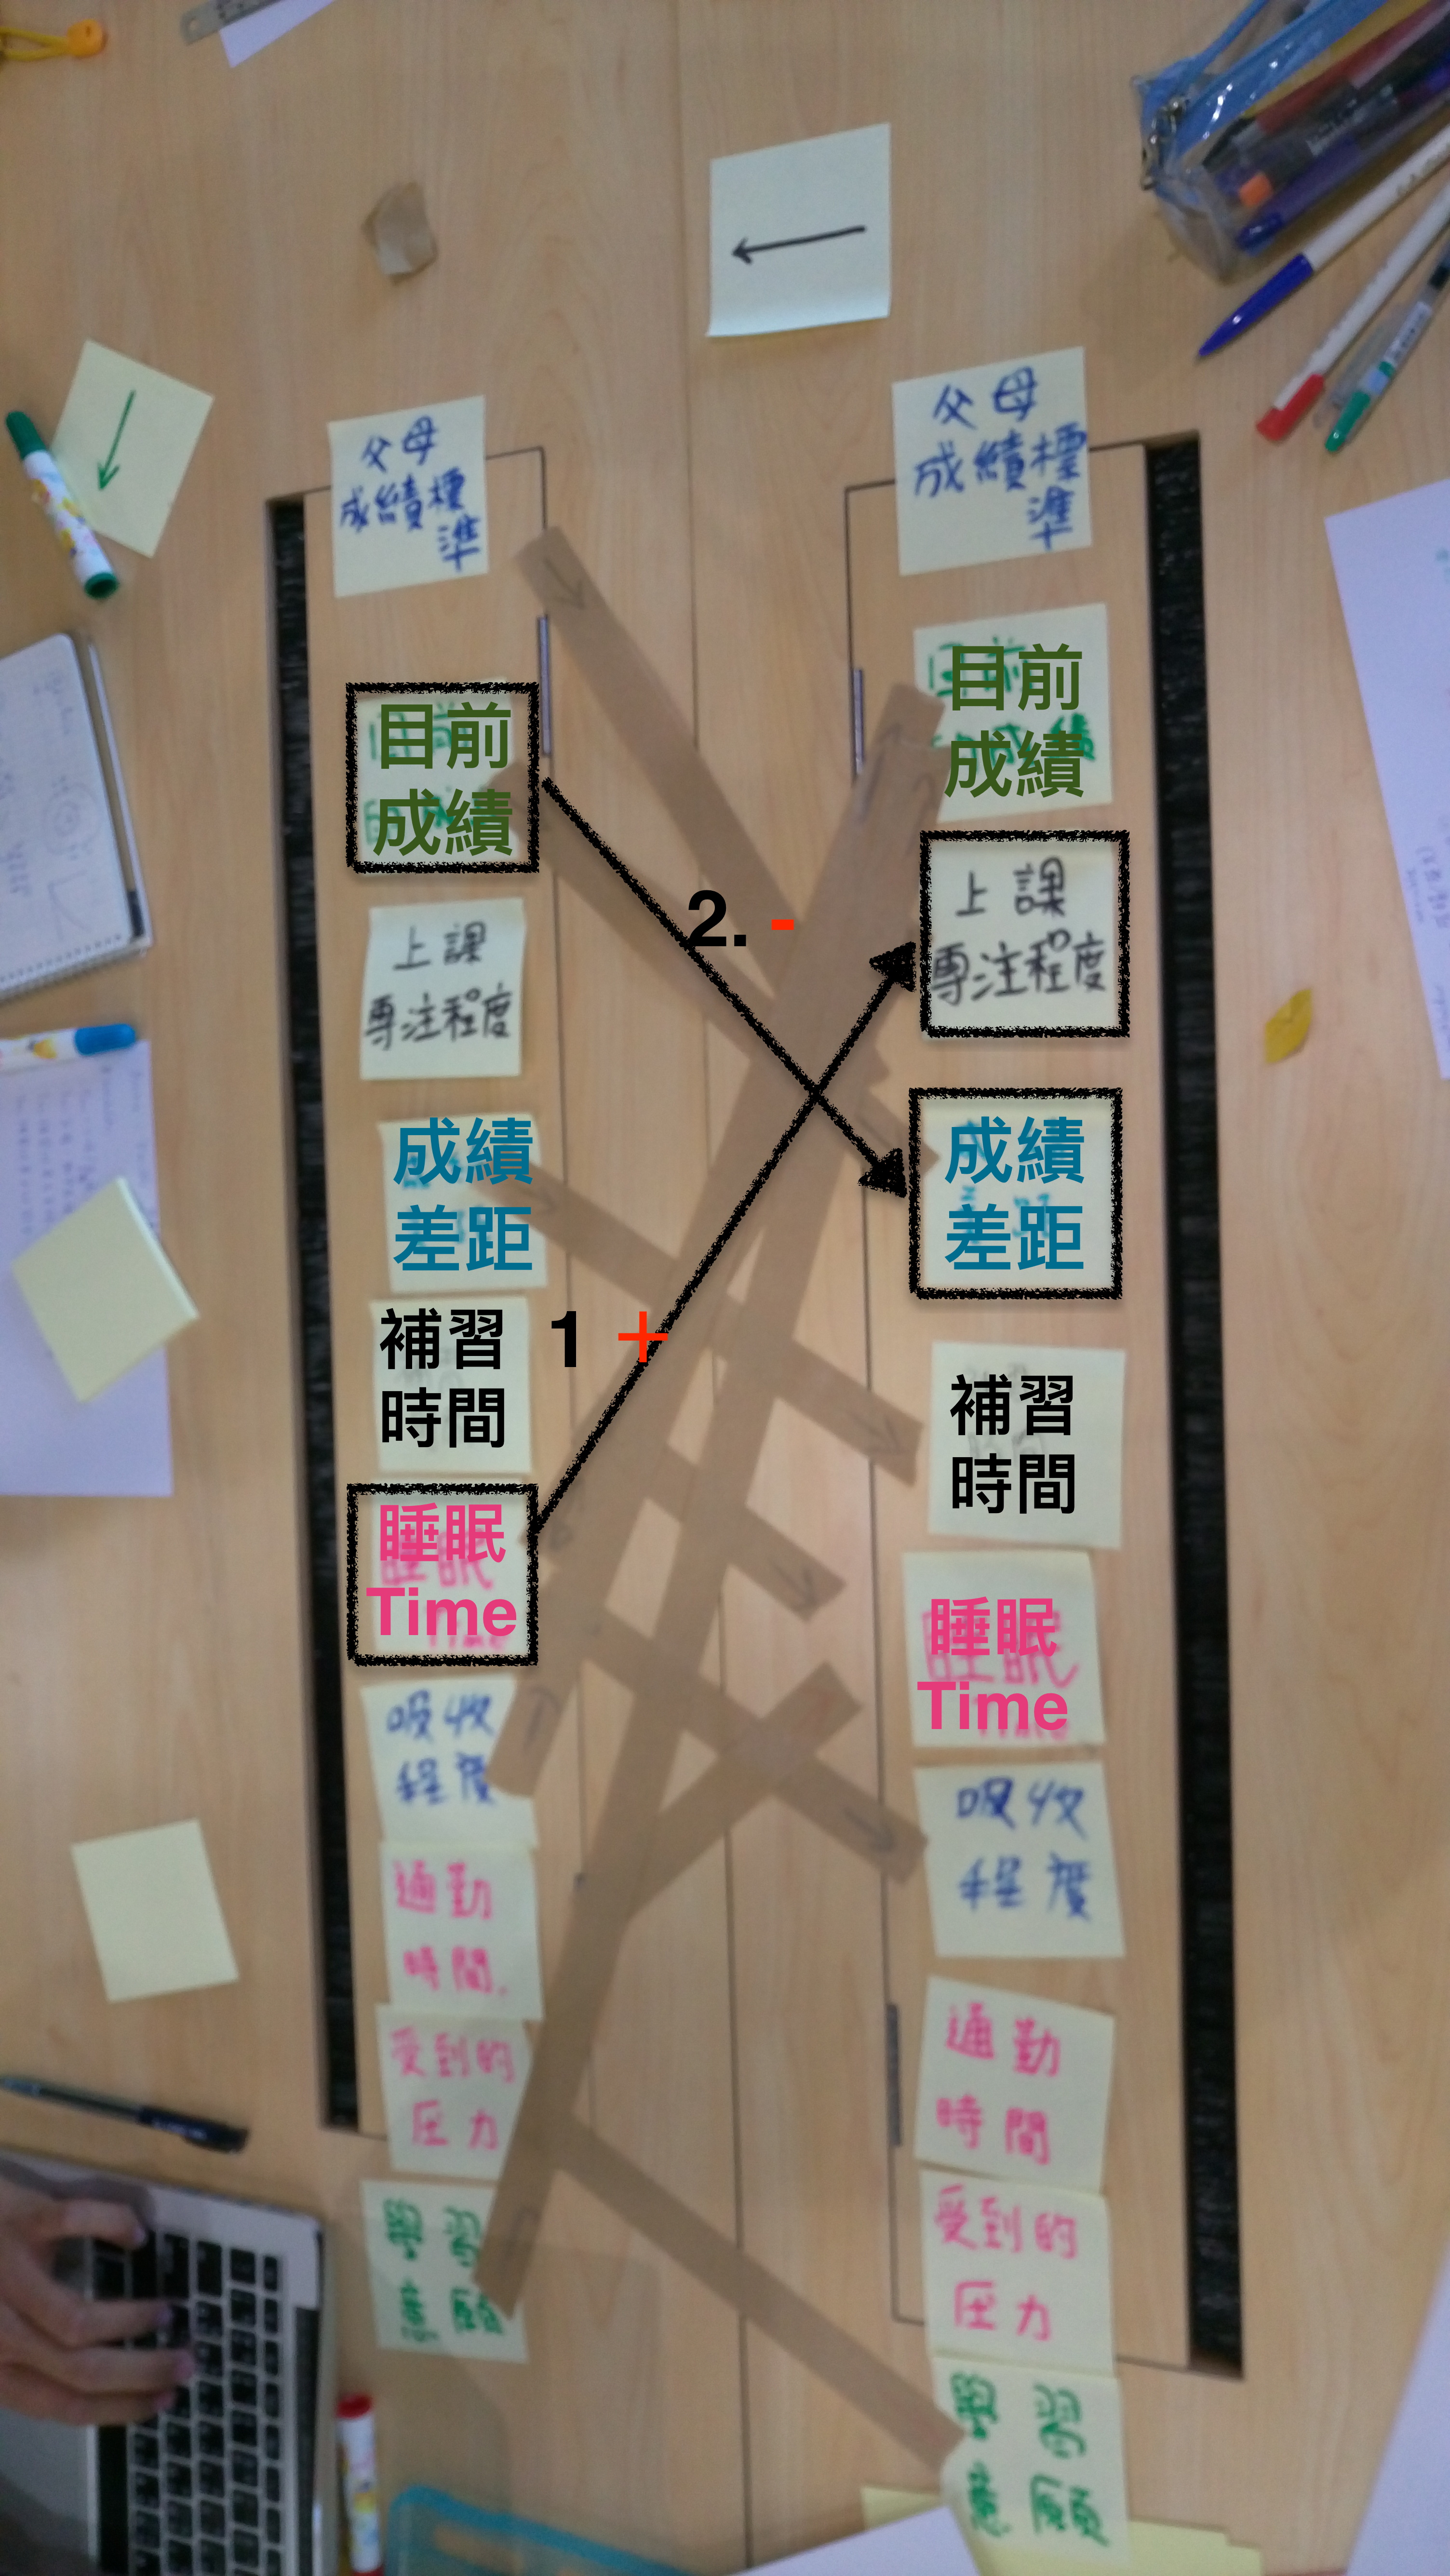 父母
成績標
準
目前
成績
上課
專注程度
成績
差距
補習
時間
睡眠
Time
吸收
程度
通勤
時間.
受到的
压力
學習
意願
2. -
1 +
父母
成績標
準
目前
成績
上課
專注程度
成績
差距
補習
時間
睡眠
Time
吸收
程度
通勤
時間
受到的
压力
學習
意願